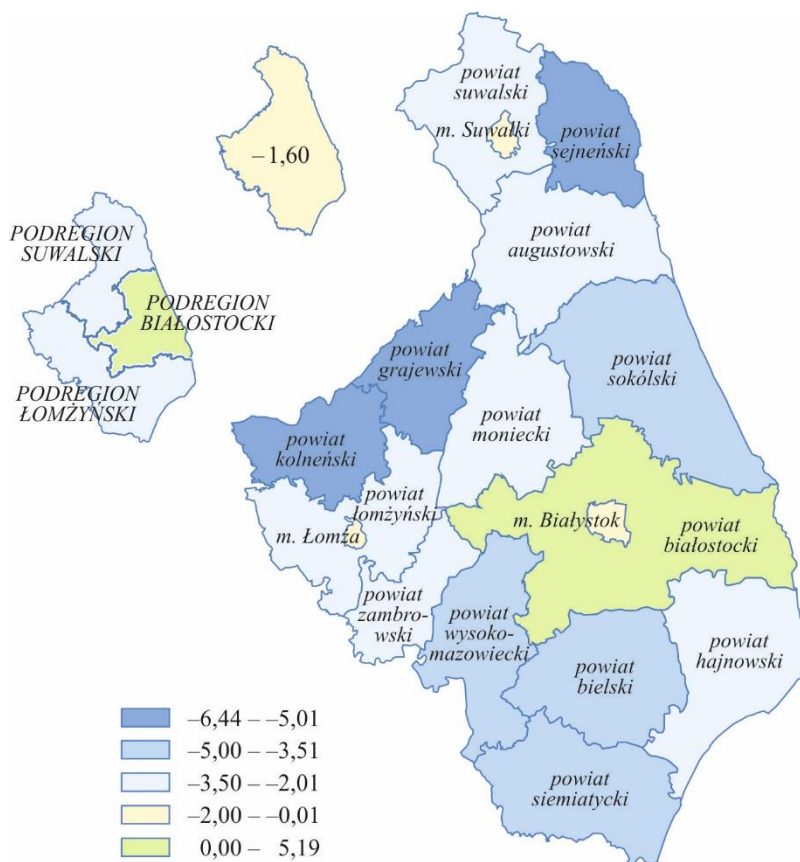 powiat
suwalski
m. Suwałki
powiat
sejneński
–1,60
powiat
augustowski
PODREGION
SUWALSKI
PODREGION
BIAŁOSTOCKI
PODREGION
ŁOMŻYŃSKI
powiat
grajewski
powiat
sokólski
powiat
moniecki
powiat
kolneński
powiat
łomżyński
m. Łomża
m. Białystok
powiat
białostocki
powiat
zambro-
wski
powiat
wysoko-
mazowiecki
powiat
hajnowski
powiat
bielski
powiat
siemiatycki
–6,44 – –5,01
–5,00 – –3,51
–3,50 – –2,01
–2,00 – –0,01
0,00 – 5,19